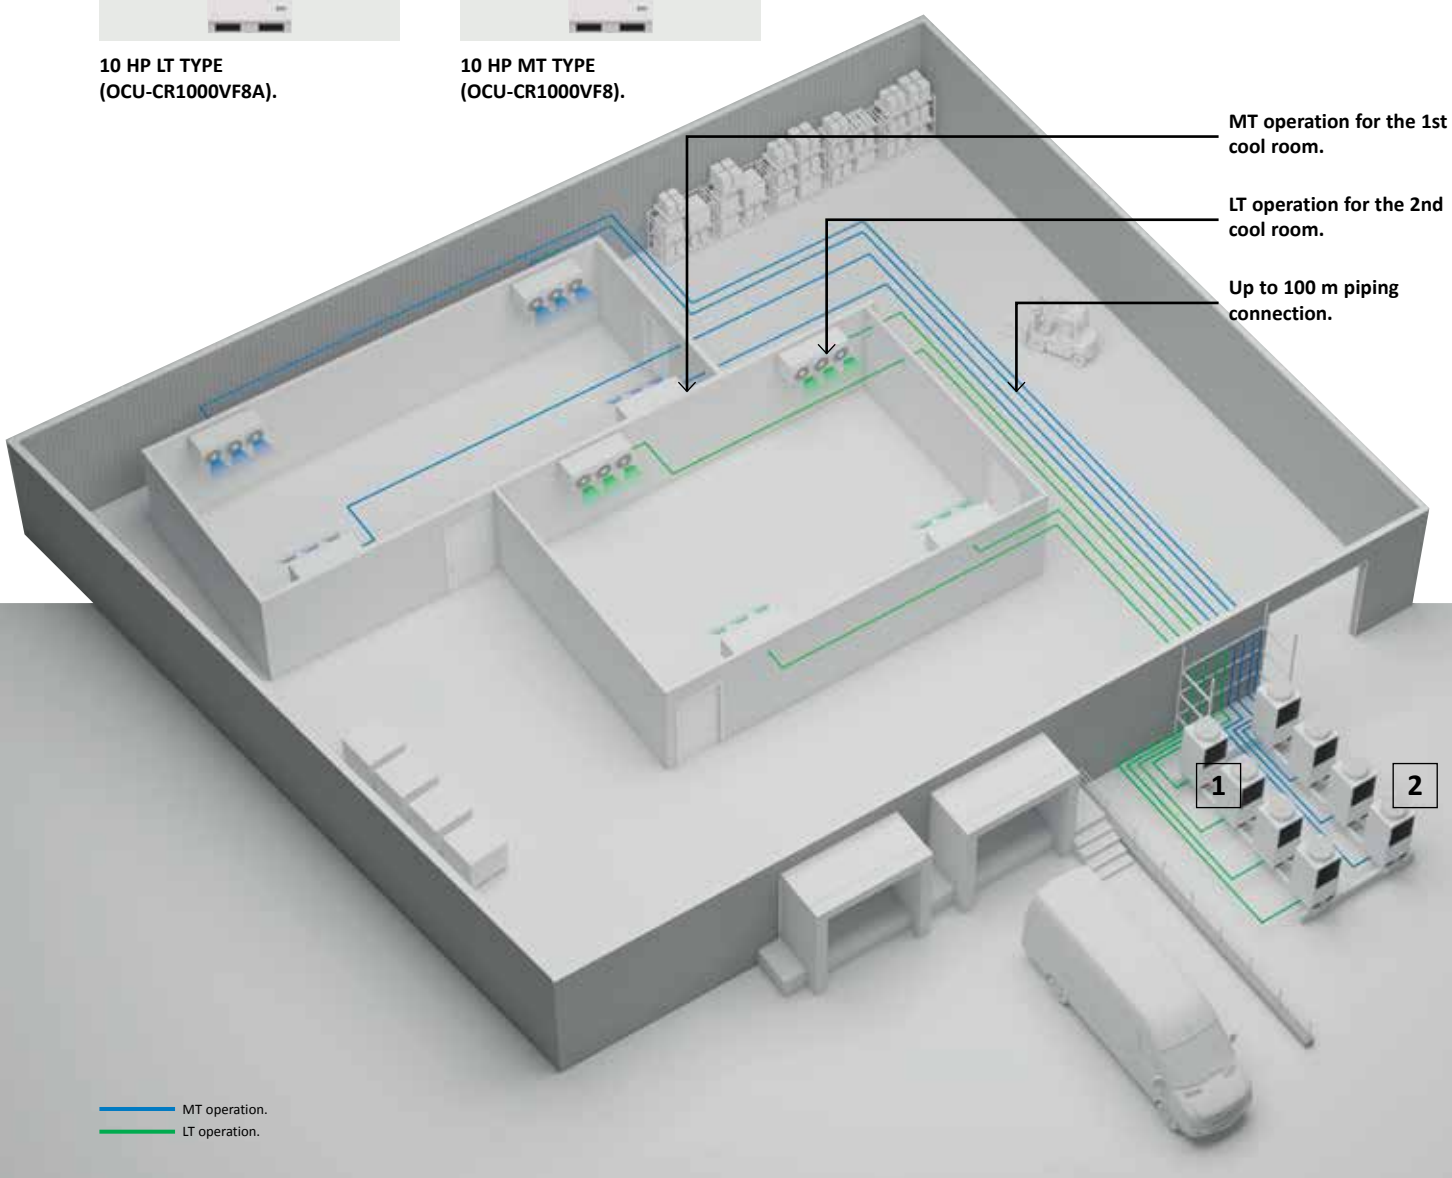 10 HP LT TYPE
(OCU-CR1000VF8A).
10 HP MT TYPE
(OCU-CR1000VF8).
MT operation for the 1st
cool room.
LT operation for the 2nd
cool room.
Up to 100 m piping
connection.
1
2
MT operation.
LT operation.